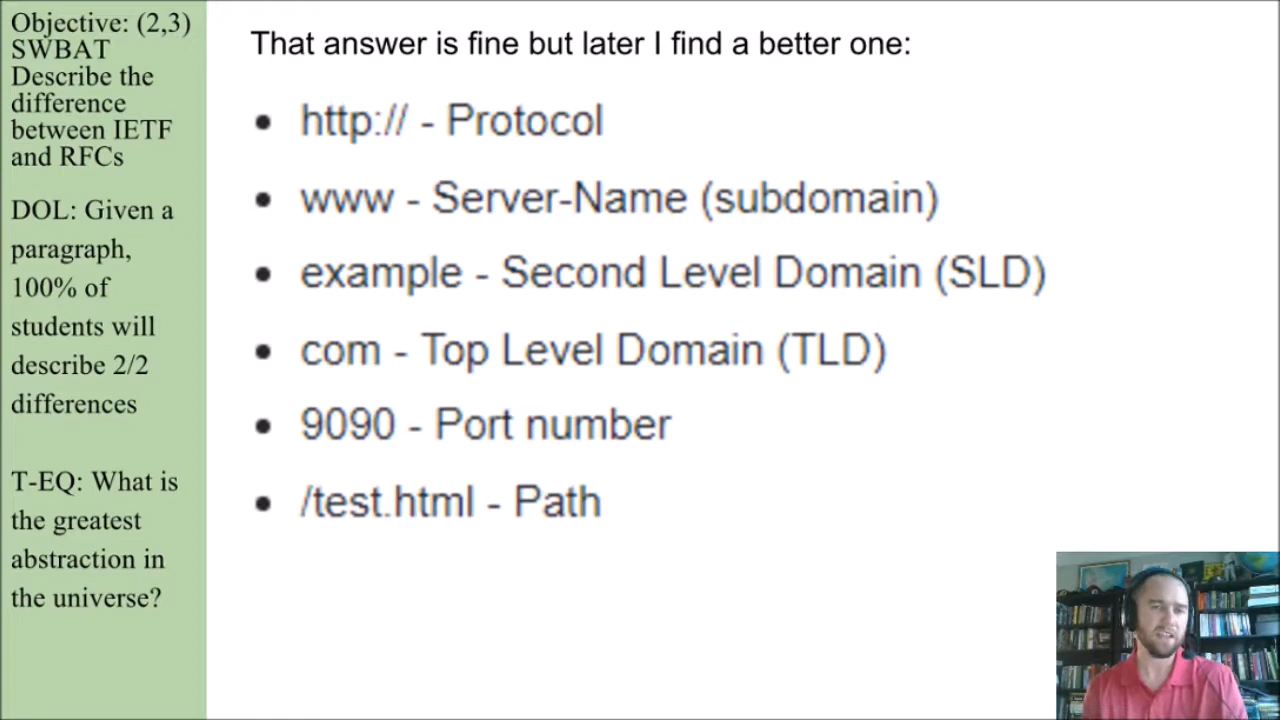 Objective: (2,3)
SWBAT
Describe the
difference
between IETF
and RFCs
DOL: Given a
paragraph,
100% of
students will
describe 2/2
differences
T-EQ: What is
the greatest
abstraction in
the universe?
That answer is fine but later I find a better one:
• http:// - Protocol
• www - Server-Name (subdomain)
• example - Second Level Domain (SLD)
• com - Top Level Domain (TLD)
• 9090 - Port number
• /test.html - Path